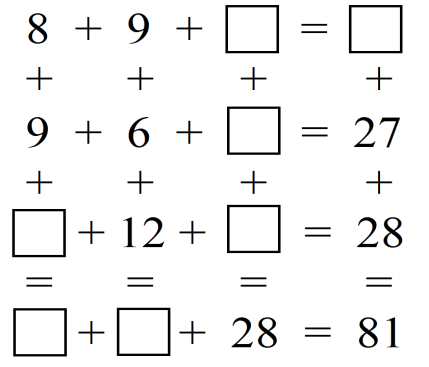 8 + 9 + □ = □
+ + + +
9 + 6 + □ = 27
+ + + +
□ + 12 + □ = 28
= = = =
□ + □ + 28 = 81